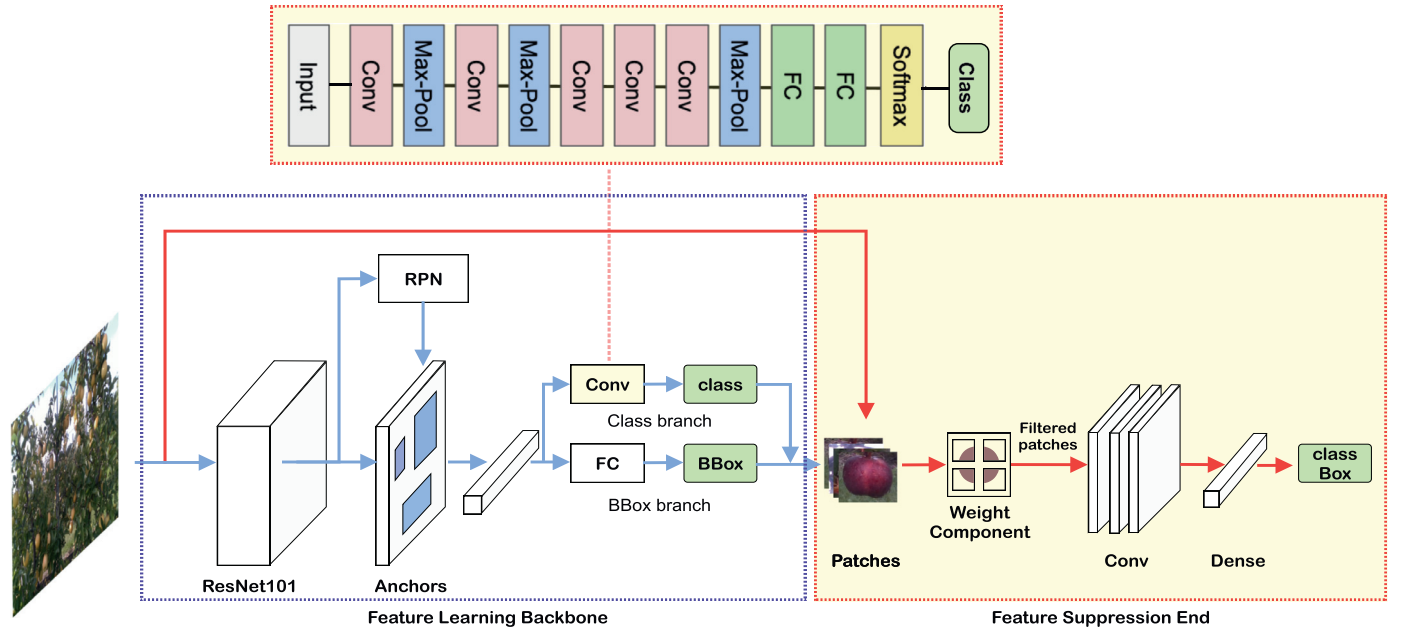 Input
Conv
Max-Pool
Conv
Max-Pool
Conv
Conv
Conv
Max-Pool
FC
FC
Softmax
Class
RPN
Conv
class
Class branch
FC
BBox
BBox branch
ResNet101
Anchors
Feature Learning Backbone
Patches
Weight
Component
Filtered
patches
Conv
Dense
class
Box
Feature Suppression End